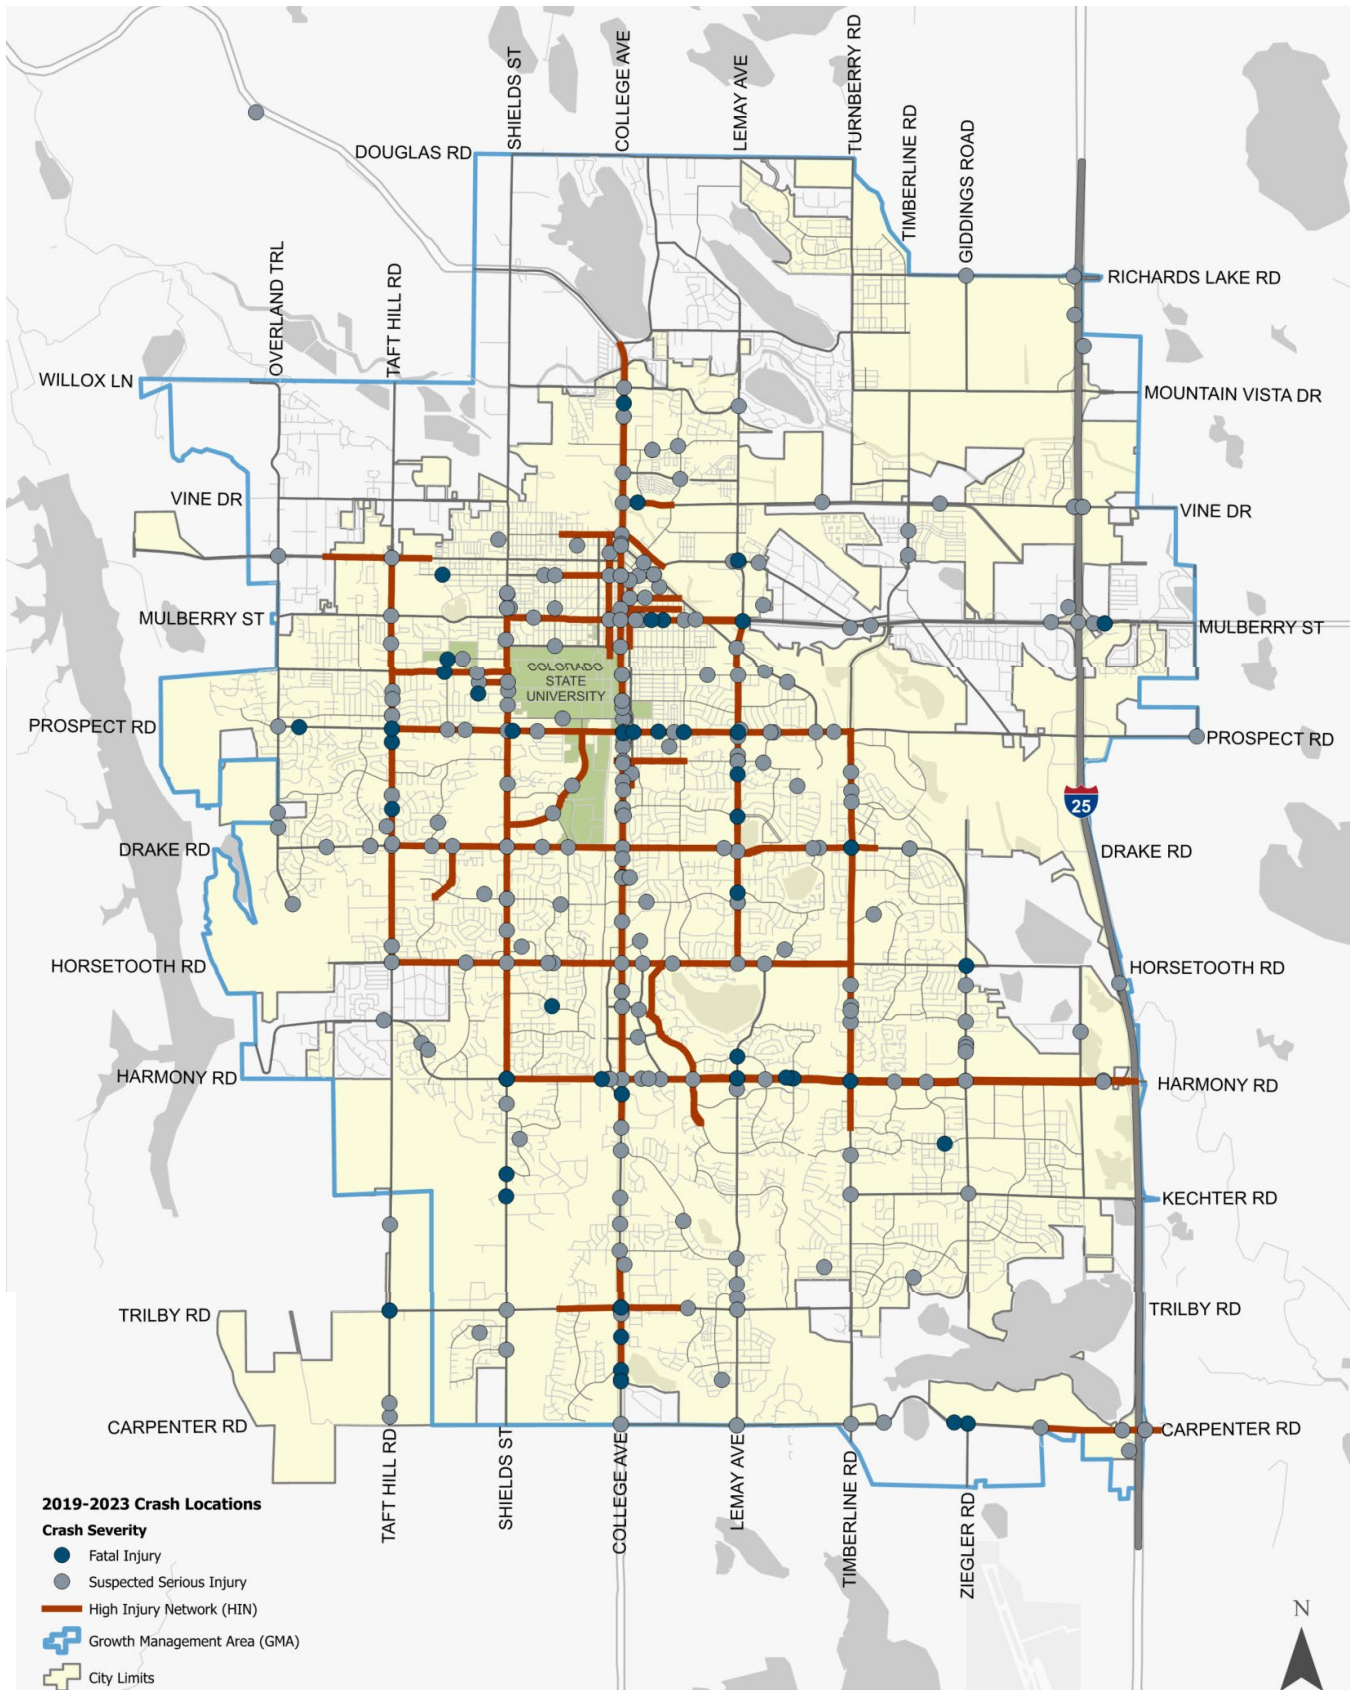 SHIELDS ST
COLLEGE AVE
LEMAY AVE
TURNBERRY RD
TIMBERLINE RD
GIDDINGS ROAD
DOUGLAS RD
OVERLAND TRL
TAFT HILL RD
RICHARDS LAKE RD
WILLOX LN
MOUNTAIN VISTA DR
VINE DR
VINE DR
MULBERRY ST
MULBERRY ST
COLORADO
STATE
UNIVERSITY
PROSPECT RD
PROSPECT RD
25
DRAKE RD
DRAKE RD
HORSETOOTH RD
HORSETOOTH RD
HARMONY RD
HARMONY RD
KECHTER RD
TRILBY RD
TRILBY RD
CARPENTER RD
CARPENTER RD
TAFT HILL RD
SHIELDS ST
COLLEGE AVE
LEMAY AVE
TIMBERLINE RD
ZIEGLER RD
2019-2023 Crash Locations
Crash Severity
Fatal Injury
Suspected Serious Injury
High Injury Network (HIN)
Growth Management Area (GMA)
City Limits
N